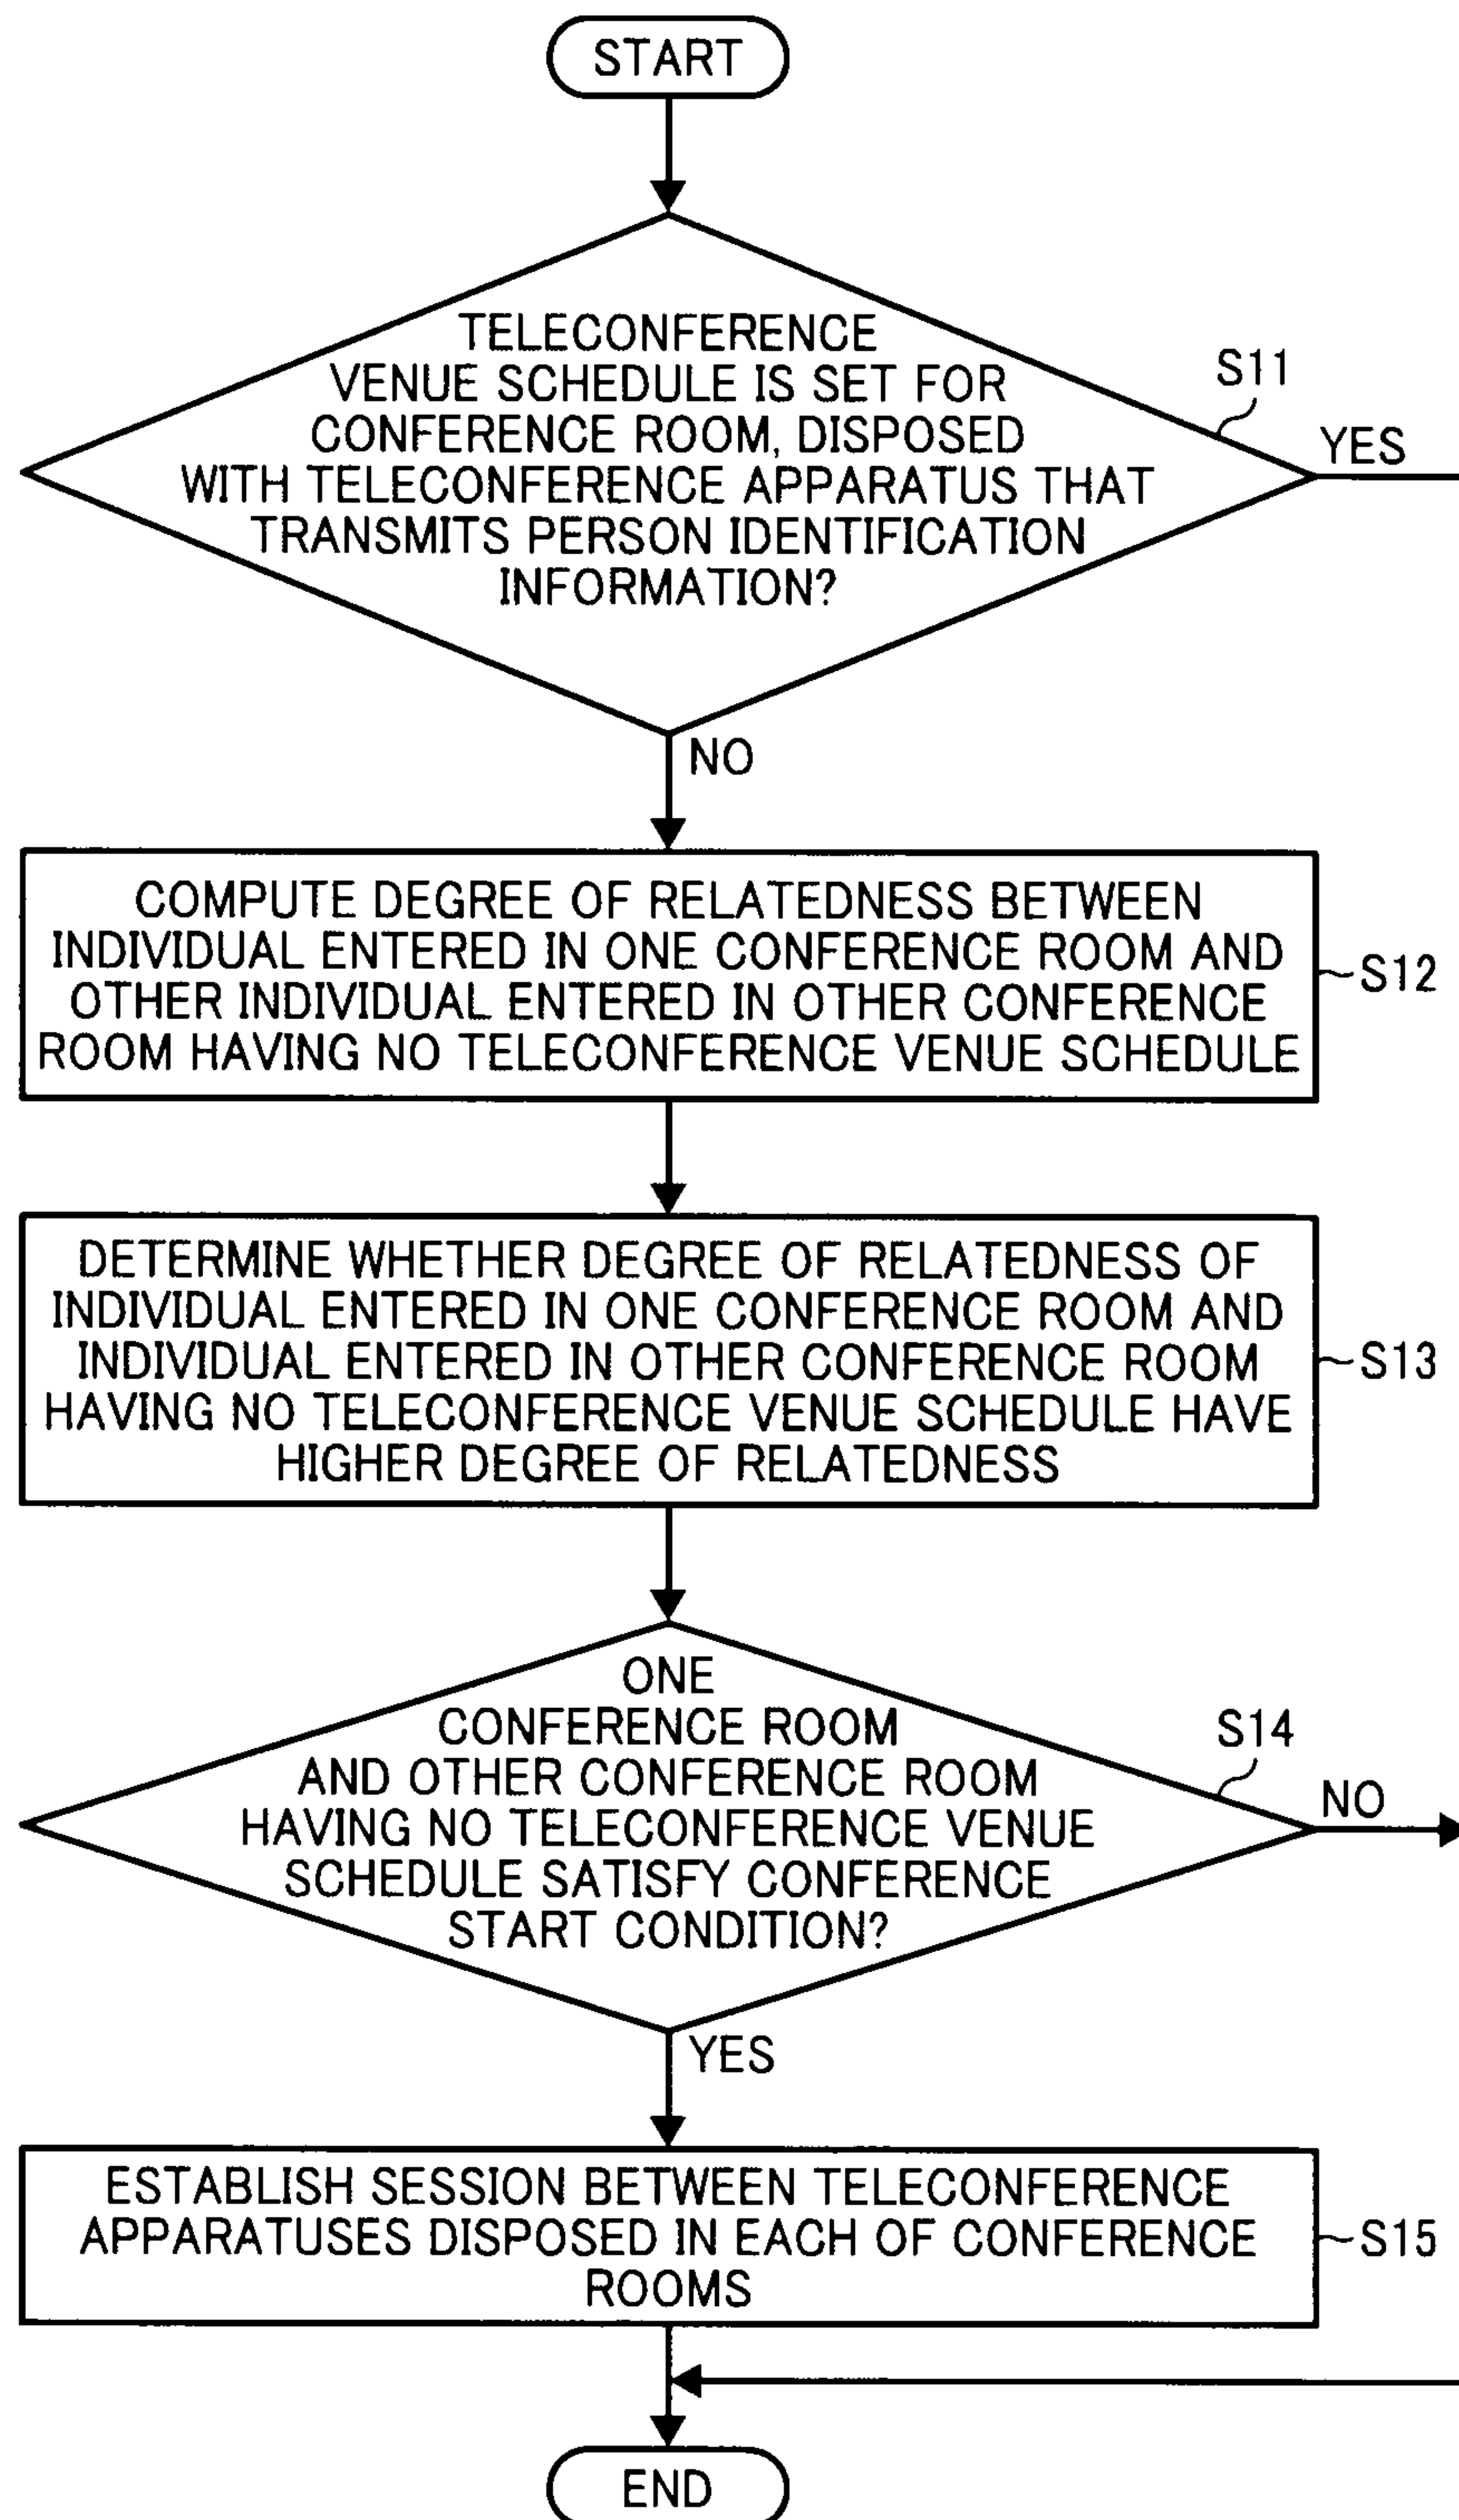 START
TELECONFERENCE
VENUE SCHEDULE IS SET FOR
CONFERENCE ROOM, DISPOSED
WITH TELECONFERENCE APPARATUS THAT
TRANSMITS PERSON IDENTIFICATION
INFORMATION?
S11
YES
NO
COMPUTE DEGREE OF RELATEDNESS BETWEEN
INDIVIDUAL ENTERED IN ONE CONFERENCE ROOM AND
OTHER INDIVIDUAL ENTERED IN OTHER CONFERENCE
ROOM HAVING NO TELECONFERENCE VENUE SCHEDULE
S12
DETERMINE WHETHER DEGREE OF RELATEDNESS OF
INDIVIDUAL ENTERED IN ONE CONFERENCE ROOM AND
INDIVIDUAL ENTERED IN OTHER CONFERENCE ROOM
HAVING NO TELECONFERENCE VENUE SCHEDULE HAVE
HIGHER DEGREE OF RELATEDNESS
S13
ONE
CONFERENCE ROOM
AND OTHER CONFERENCE ROOM
HAVING NO TELECONFERENCE VENUE
SCHEDULE SATISFY CONFERENCE
START CONDITION?
S14
NO
YES
ESTABLISH SESSION BETWEEN TELECONFERENCE
APPARATUSES DISPOSED IN EACH OF CONFERENCE
ROOMS
S15
END